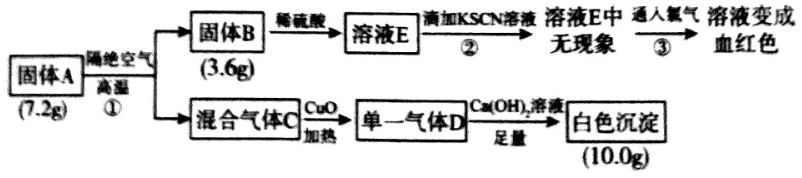 固体A
(7.2g)
隔绝空气
高温
①
固体B
(3.6g)
稀硫酸
溶液E
滴加KSCN溶液
②
溶液E中
无现象
通入氯气
③
溶液变成
血红色
混合气体C
CuO
加热
单一气体D
Ca(OH)₂溶液
足量
白色沉淀
(10.0g)